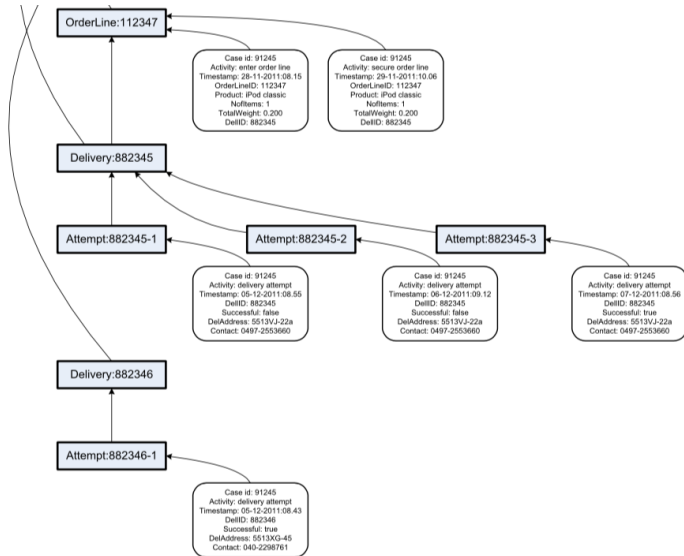 OrderLine:112347
Case id: 91245
Activity: enter order line
Timestamp: 28-11-2011:08.15
OrderLineID: 112347
Product: iPod classic
NofItems: 1
TotalWeight: 0.200
DellID: 882345
Case id: 91245
Activity: secure order line
Timestamp: 29-11-2011:10.06
OrderLineID: 112347
Product: iPod classic
NofItems: 1
TotalWeight: 0.200
DellID: 882345
Delivery:882345
Attempt:882345-1
Attempt:882345-2
Attempt:882345-3
Case id: 91245
Activity: delivery attempt
Timestamp: 05-12-2011:08.55
DellID: 882345
Successful: false
DelAddress: 5513VJ-22a
Contact: 0497-2553660
Case id: 91245
Activity: delivery attempt
Timestamp: 06-12-2011:09.12
DellID: 882345
Successful: false
DelAddress: 5513VJ-22a
Contact: 0497-2553660
Case id: 91245
Activity: delivery attempt
Timestamp: 07-12-2011:08.56
DellID: 882345
Successful: true
DelAddress: 5513VJ-22a
Contact: 0497-2553660
Delivery:882346
Attempt:882346-1
Case id: 91245
Activity: delivery attempt
Timestamp: 05-12-2011:08.43
DellID: 882346
Successful: true
DelAddress: 5513XG-45
Contact: 040-2298761